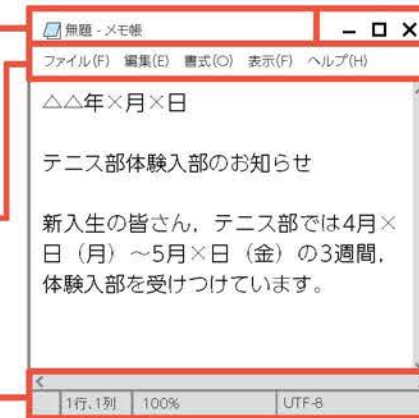 無題 - メモ帳
ファイル(F) 編集(E) 書式(O) 表示(F) ヘルプ(H)
△△年×月×日
テニス部体験入部のお知らせ
新入生の皆さん，テニス部では4月×
日（月）～5月×日（金）の3週間，
体験入部を受けつけています。
1行、1列 100% UTF-8